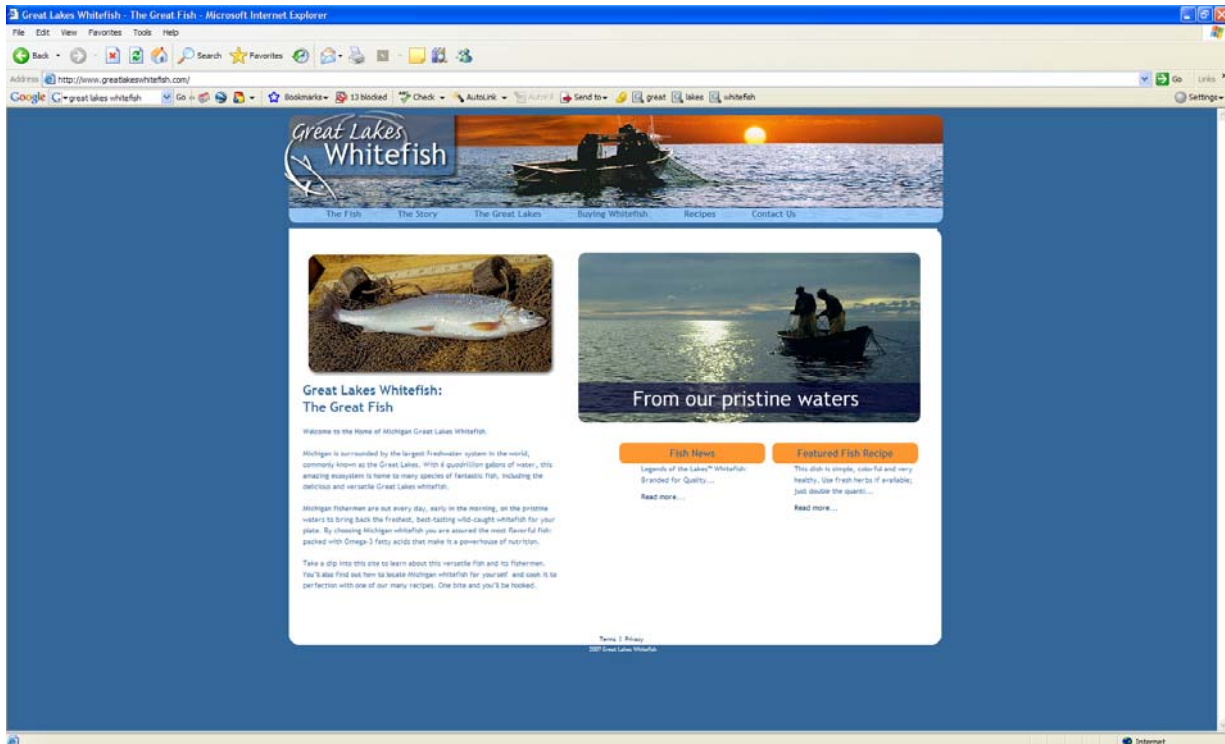 Great Lakes Whitefish - The Great Fish - Microsoft Internet Explorer
File Edit View Favorites Tools Help
Back Search Favorites
Address http://www.greatlakeswhitefish.com/ Go Links
Google great lakes whitefish Go Bookmarks 13 blocked Check AutoLink AutoFill Send to great lakes whitefish Settings
Great Lakes
Whitefish
The Fish The Story The Great Lakes Buying Whitefish Recipes Contact Us
From our pristine waters
Great Lakes Whitefish:
The Great Fish
Welcome to the Home of Michigan Great Lakes Whitefish.
Michigan is surrounded by the largest freshwater system in the world,
commonly known as the Great Lakes. With 6 quadrillion gallons of water, this
amazing ecosystem is home to many species of fantastic fish, including the
delicious and versatile Great Lakes whitefish.
Michigan fishermen are out every day, early in the morning, on the pristine
waters to bring back the freshest, best-tasting wild-caught whitefish for your
plate. By choosing Michigan whitefish you are assured the most flavorful fish
packed with Omega-3 fatty acids that make it a powerhouse of nutrition.
Take a dip into this site to learn about this versatile fish and its fishermen.
You'll also find out how to locate Michigan whitefish for yourself and cook it to
perfection with one of our many recipes. One bite and you'll be hooked.
Fish News
Legends of the Lakes™ Whitefish:
Branded for Quality...
Read more...
Featured Fish Recipe
This dish is simple, colorful and very
healthy. Use fresh herbs if available;
just double the quanti...
Read more...
Terms | Privacy
2007 Great Lakes Whitefish
Internet